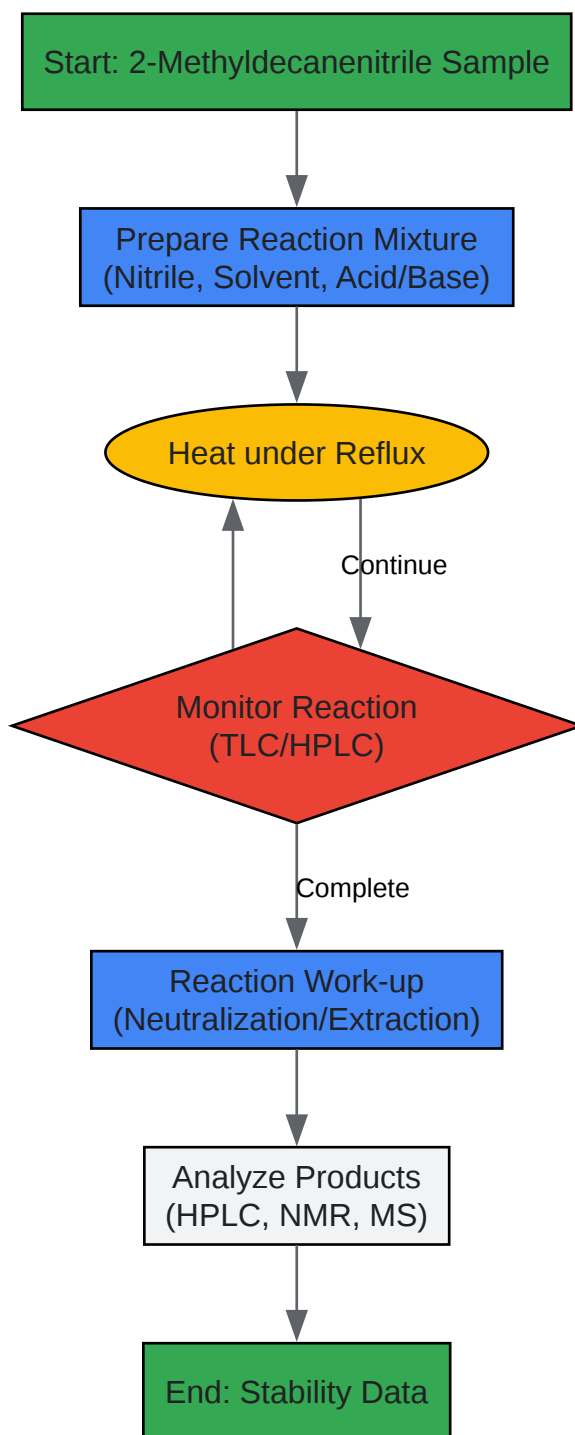 Start: 2-Methyldecanenitrile Sample
Prepare Reaction Mixture
(Nitrile, Solvent, Acid/Base)
Heat under Reflux
Continue
Monitor Reaction
(TLC/HPLC)
Complete
Reaction Work-up
(Neutralization/Extraction)
Analyze Products
(HPLC, NMR, MS)
End: Stability Data